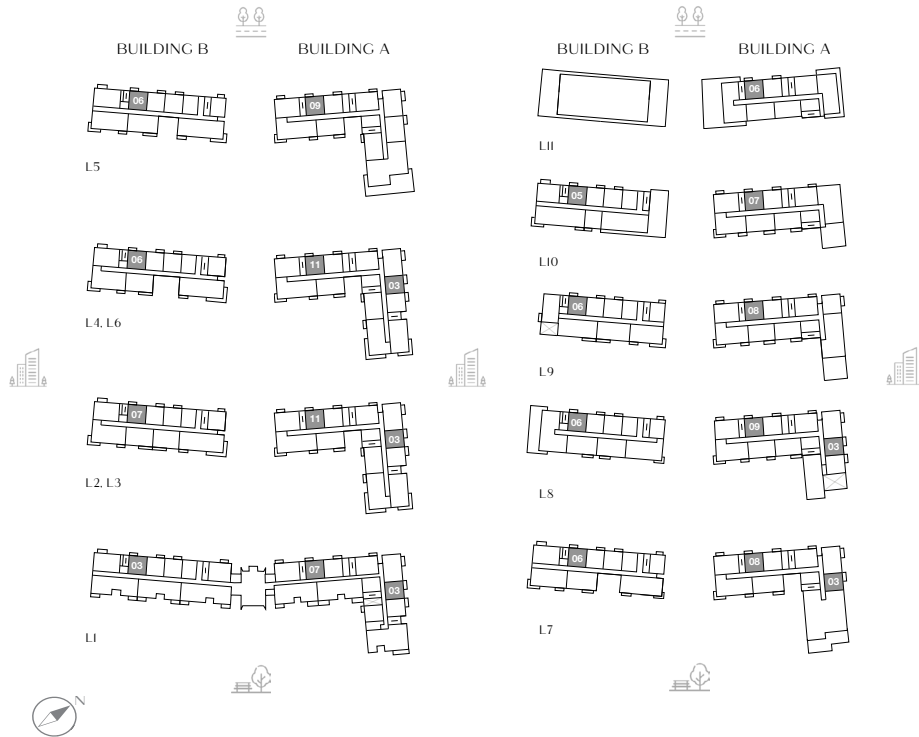 BUILDING B BUILDING A
06 09
L5
06 11
03
L4, L6
07 11
03
L2, L3
03 07
03
L1
BUILDING B BUILDING A
06
L11
05 07
L10
06 08
L9
06 09
03
L8
06 08
03
L7
N